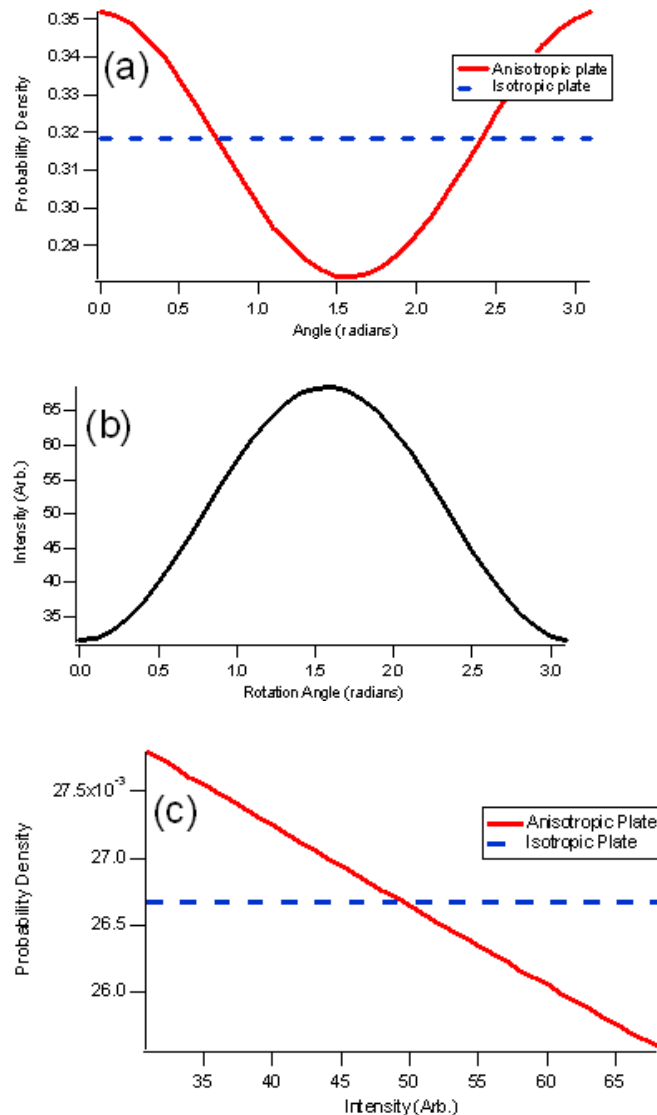 (a)
Probability Density
0.35
0.34
0.33
0.32
0.31
0.30
0.29
Anisotropic plate
Isotropic plate
0.0 0.5 1.0 1.5 2.0 2.5 3.0
Angle (radians)
(b)
Intensity (Arb.)
65
60
55
50
45
40
35
0.0 0.5 1.0 1.5 2.0 2.5 3.0
Rotation Angle (radians)
(c)
Probability Density
27.5x10⁻³
27.0
26.5
26.0
Anisotropic Plate
Isotropic Plate
35 40 45 50 55 60 65
Intensity (Arb.)